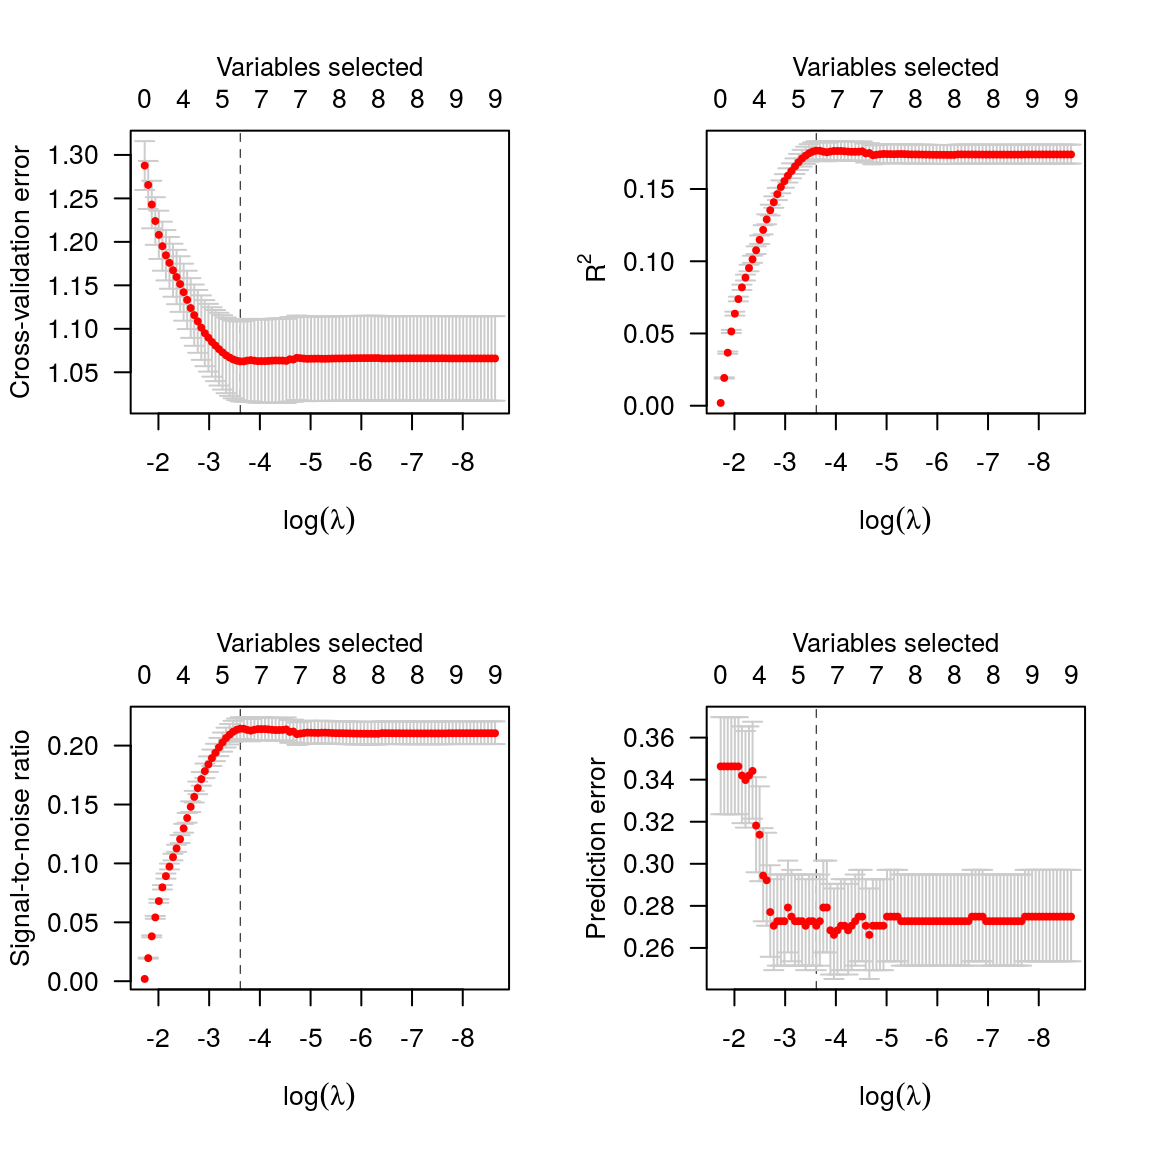 Variables selected
0 4 5 7 7 8 8 9 9
Cross-validation error
1.30
1.25
1.20
1.15
1.10
1.05
-2 -3 -4 -5 -6 -7 -8
log(λ)
Variables selected
0 4 5 7 7 8 8 9 9
R²
0.15
0.10
0.05
0.00
-2 -3 -4 -5 -6 -7 -8
log(λ)
Variables selected
0 4 5 7 7 8 8 9 9
Signal-to-noise ratio
0.20
0.15
0.10
0.05
0.00
-2 -3 -4 -5 -6 -7 -8
log(λ)
Variables selected
0 4 5 7 7 8 8 9 9
Prediction error
0.36
0.34
0.32
0.30
0.28
0.26
-2 -3 -4 -5 -6 -7 -8
log(λ)